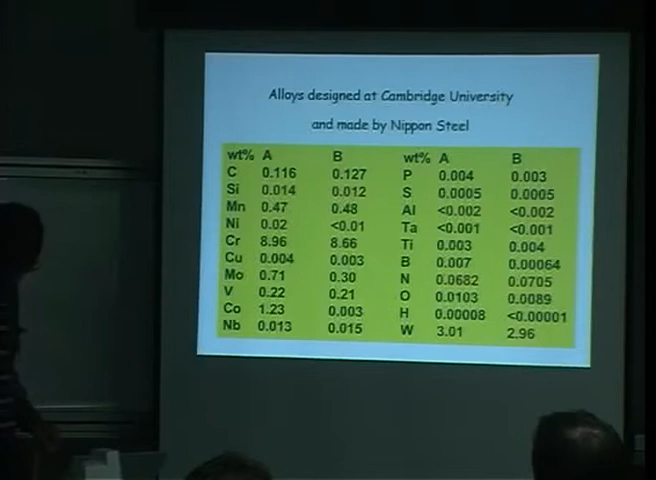 Alloys designed at Cambridge University
and made by Nippon Steel
wt% A B wt% A B
C 0.116 0.127 P 0.004 0.003
Si 0.014 0.012 S 0.0005 0.0005
Mn 0.47 0.48 Al <0.002 <0.002
Ni 0.02 <0.01 Ta <0.001 <0.001
Cr 8.96 8.66 Ti 0.003 0.004
Cu 0.004 0.003 B 0.007 0.00064
Mo 0.71 0.30 N 0.0682 0.0705
V 0.22 0.21 O 0.0103 0.0089
Co 1.23 0.003 H 0.00008 <0.00001
Nb 0.013 0.015 W 3.01 2.96